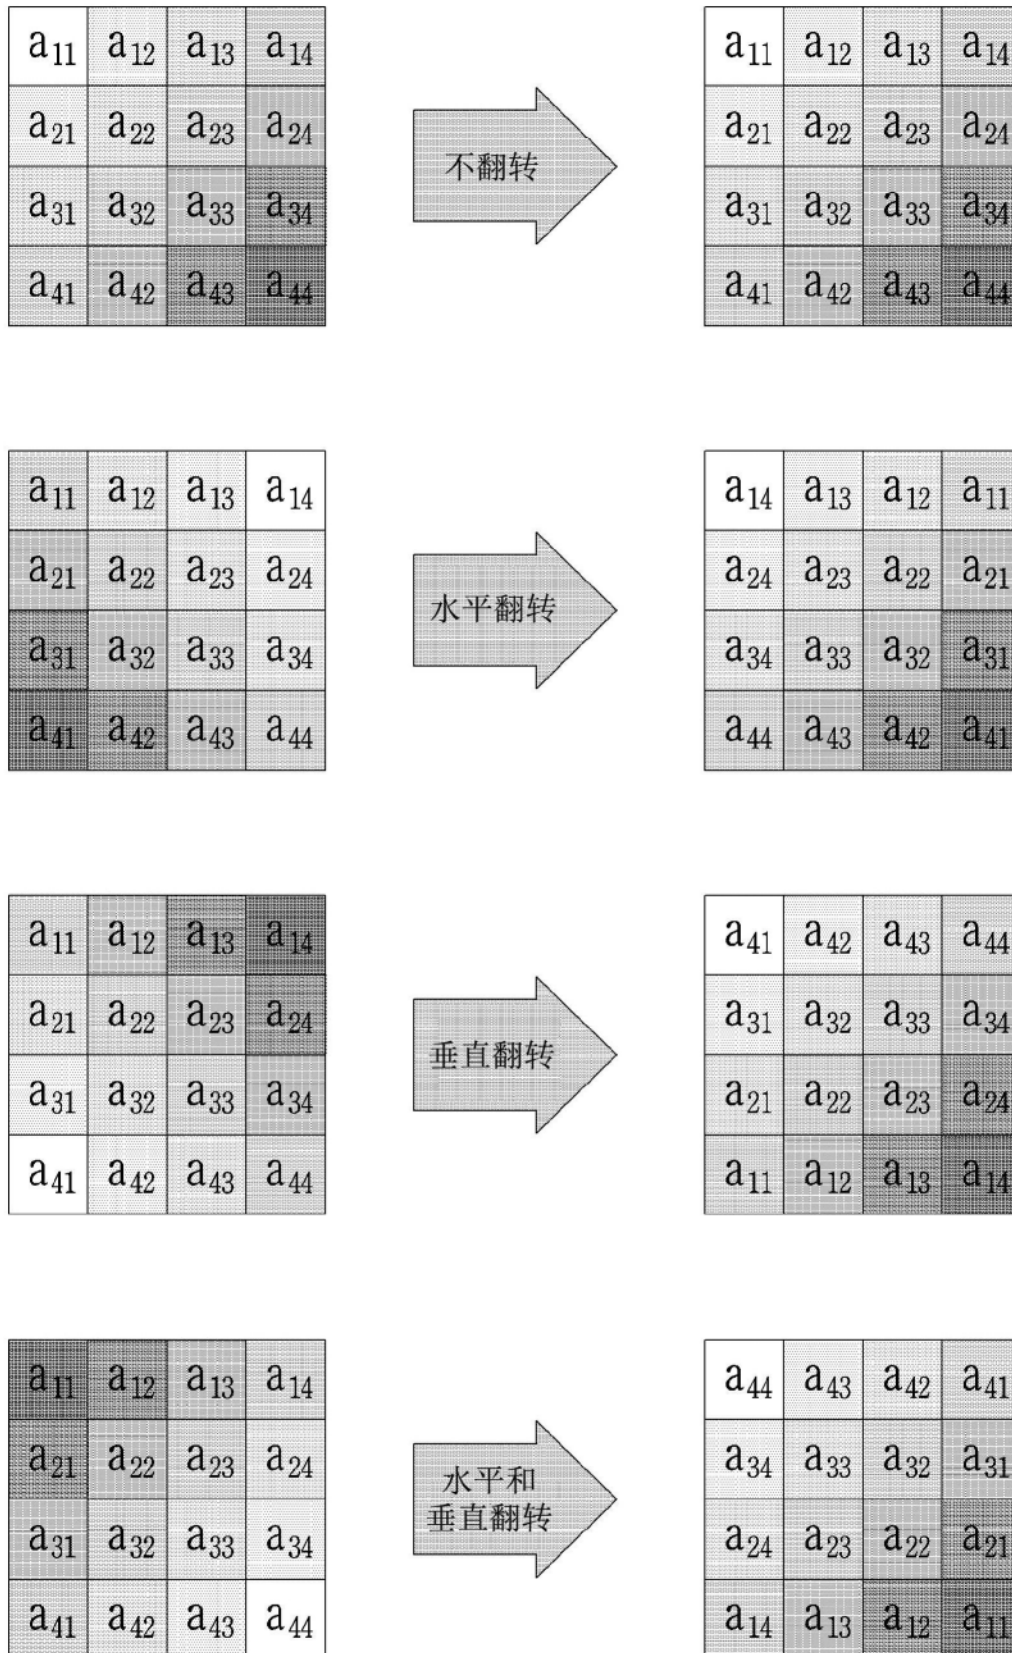 a11 a12 a13 a14 a11 a12 a13 a14
a21 a22 a23 a24 a21 a22 a23 a24
不翻转
a31 a32 a33 a34 a31 a32 a33 a34
a41 a42 a43 a44 a41 a42 a43 a44
a11 a12 a13 a14 a14 a13 a12 a11
a21 a22 a23 a24 a24 a23 a22 a21
水平翻转
a31 a32 a33 a34 a34 a33 a32 a31
a41 a42 a43 a44 a44 a43 a42 a41
a11 a12 a13 a14 a41 a42 a43 a44
a21 a22 a23 a24 a31 a32 a33 a34
垂直翻转
a31 a32 a33 a34 a21 a22 a23 a24
a41 a42 a43 a44 a11 a12 a13 a14
a11 a12 a13 a14 a44 a43 a42 a41
a21 a22 a23 a24 a34 a33 a32 a31
水平和
垂直翻转
a31 a32 a33 a34 a24 a23 a22 a21
a41 a42 a43 a44 a14 a13 a12 a11